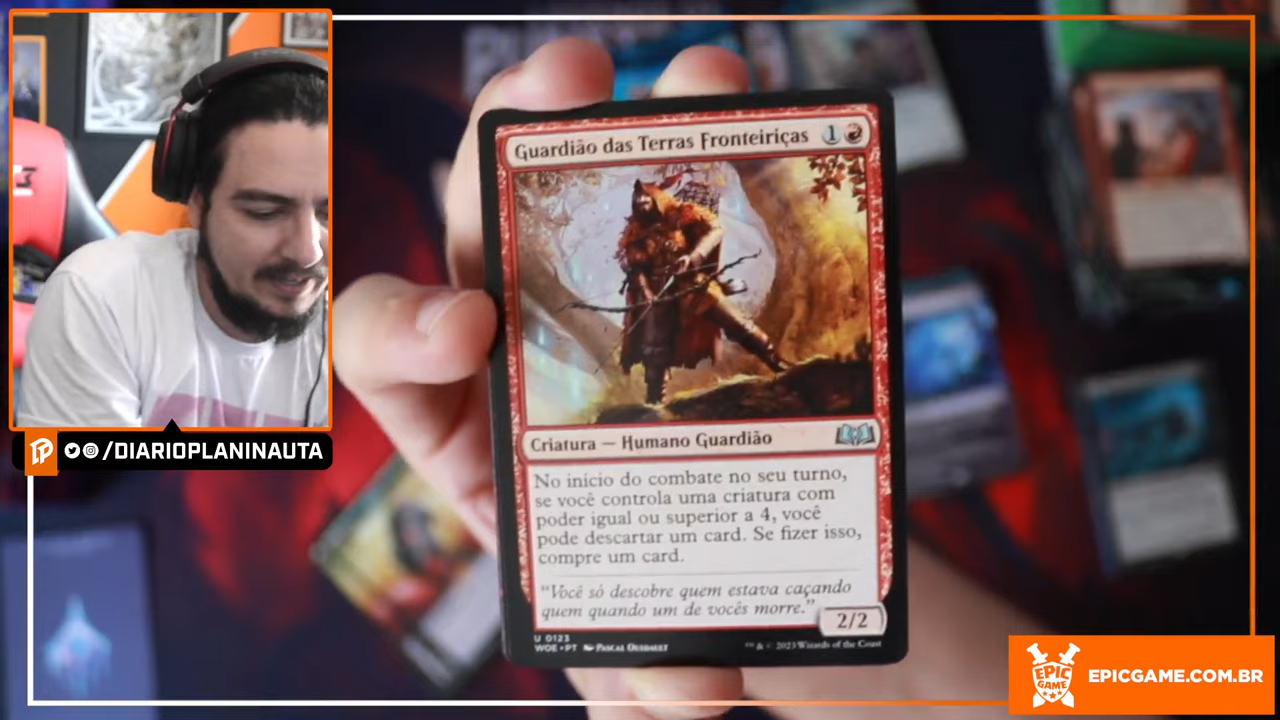 Guardião das Terras Fronteiriças 1
Criatura — Humano Guardião
No início do combate no seu turno,
se você controla uma criatura com
poder igual ou superior a 4, você
pode descartar um card. Se fizer isso,
compre um card.
“Você só descobre quem estava caçando
quem quando um de vocês morre.”
2/2
U 0123
WOE • PT Pascal Quidault
™ & © 2023 Wizards of the Coast
/DIARIOPLANINAUTA
EPIC
GAME
EPICGAME.COM.BR